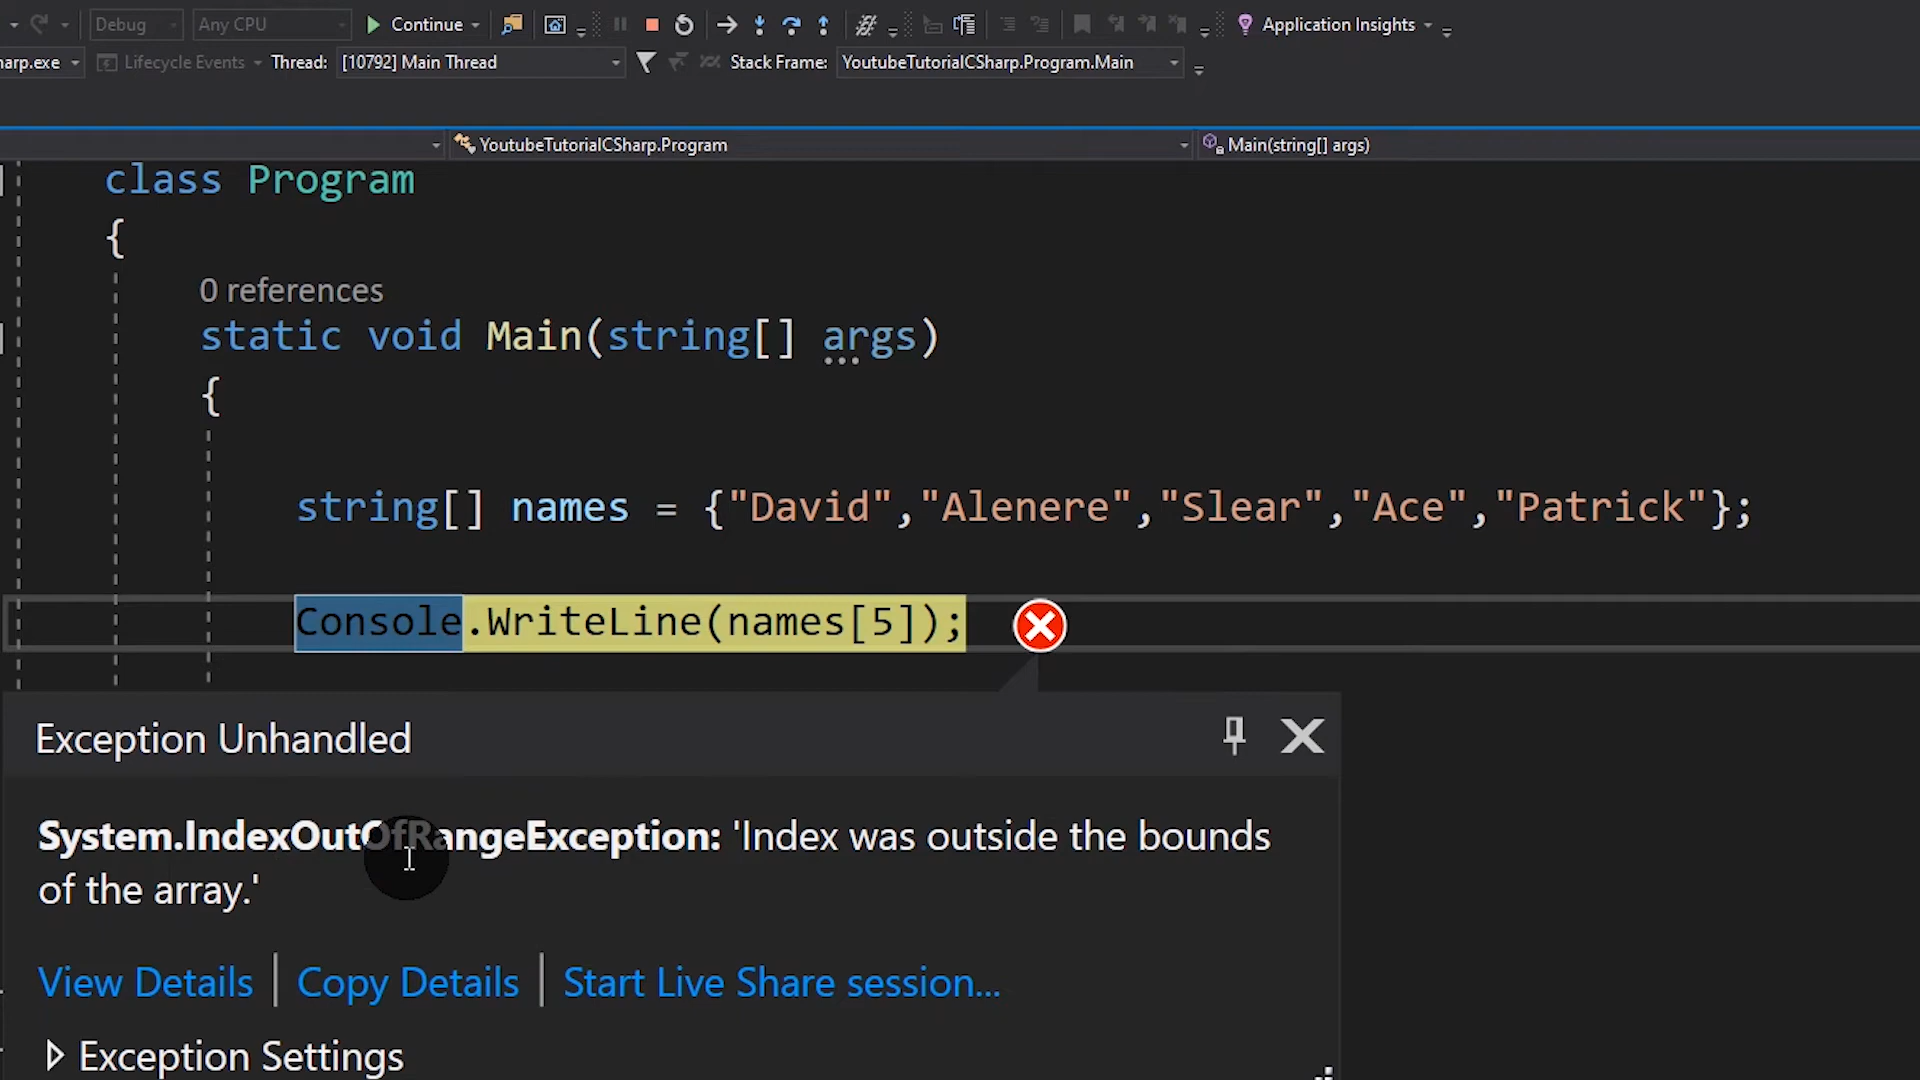 Debug Any CPU Continue Application Insights
harp.exe Lifecycle Events Thread: [10792] Main Thread Stack Frame: YoutubeTutorialCSharp.Program.Main
YoutubeTutorialCSharp.Program Main(string[] args)
class Program
{
0 references
static void Main(string[] args)
{
string[] names = {"David","Alenere","Slear","Ace","Patrick"};
Console.WriteLine(names[5]);
Exception Unhandled
System.IndexOutOfRangeException: 'Index was outside the bounds
of the array.'
View Details | Copy Details | Start Live Share session...
Exception Settings